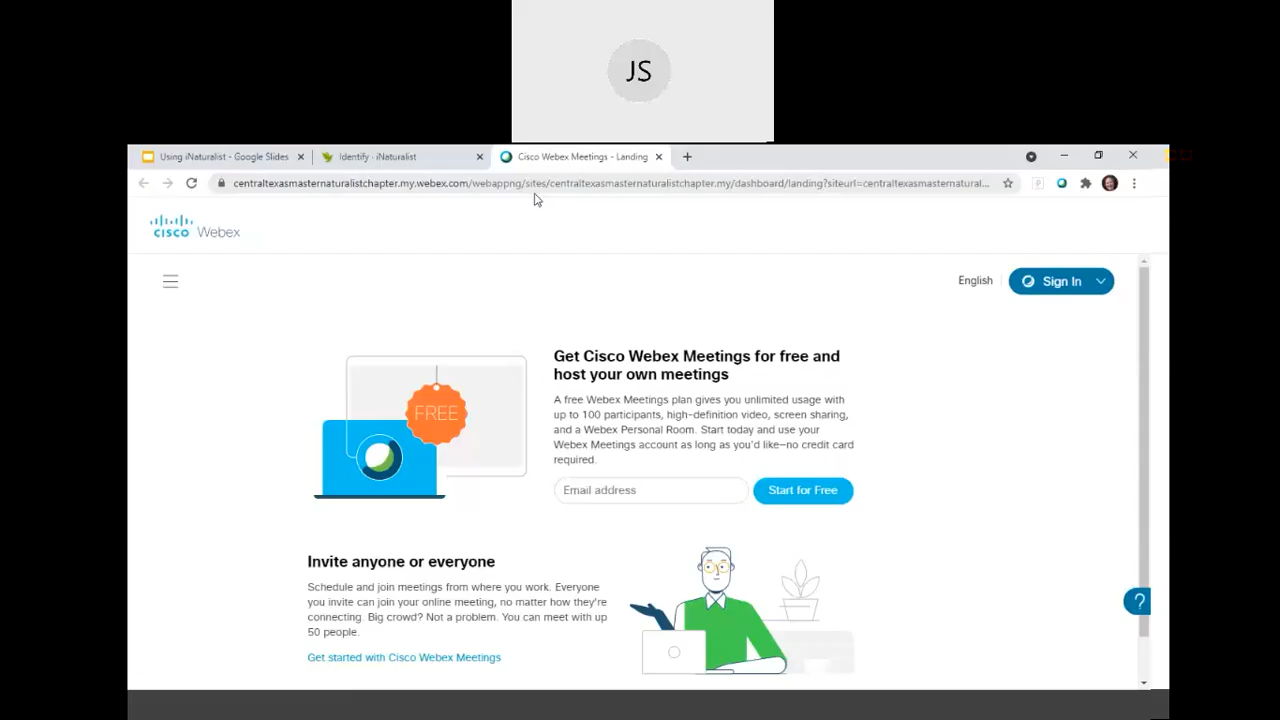 JS
Using iNaturalist - Google Slides
Identify · iNaturalist
Cisco Webex Meetings - Landing
centraltexasmasternaturalistchapter.my.webex.com/webappng/sites/centraltexasmasternaturalistchapter.my/dashboard/landing?siteurl=centraltexasmasternatural...
CISCO Webex
English
Sign In
Get Cisco Webex Meetings for free and
host your own meetings
A free Webex Meetings plan gives you unlimited usage with
up to 100 participants, high-definition video, screen sharing,
and a Webex Personal Room. Start today and use your
Webex Meetings account as long as you'd like—no credit card
required.
FREE
Email address
Start for Free
Invite anyone or everyone
Schedule and join meetings from where you work. Everyone
you invite can join your online meeting, no matter how they're
connecting. Big crowd? Not a problem. You can meet with up
50 people.
Get started with Cisco Webex Meetings
?